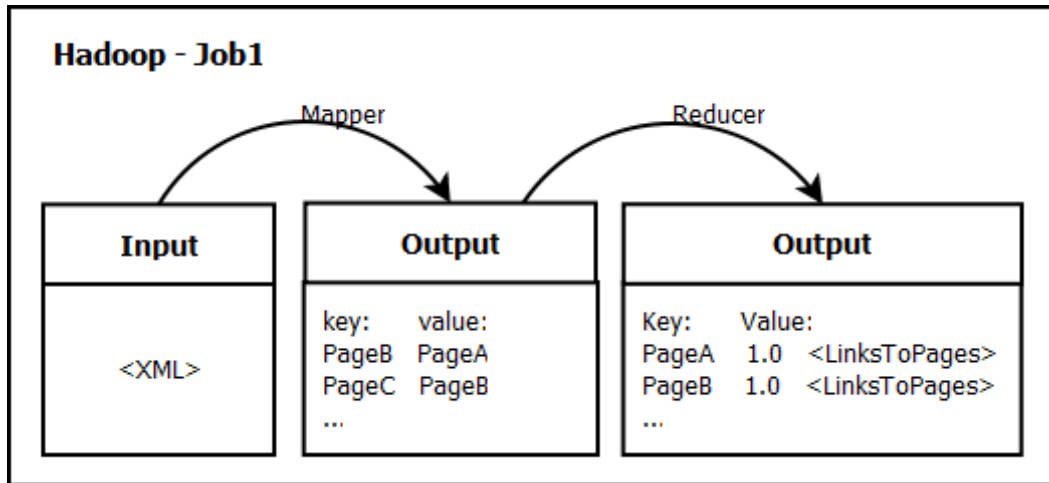 Hadoop - Job1
Mapper
Reducer
Input
<XML>
Output
key: value:
PageB PageA
PageC PageB
...
Output
Key: Value:
PageA 1.0 <LinksToPages>
PageB 1.0 <LinksToPages>
...